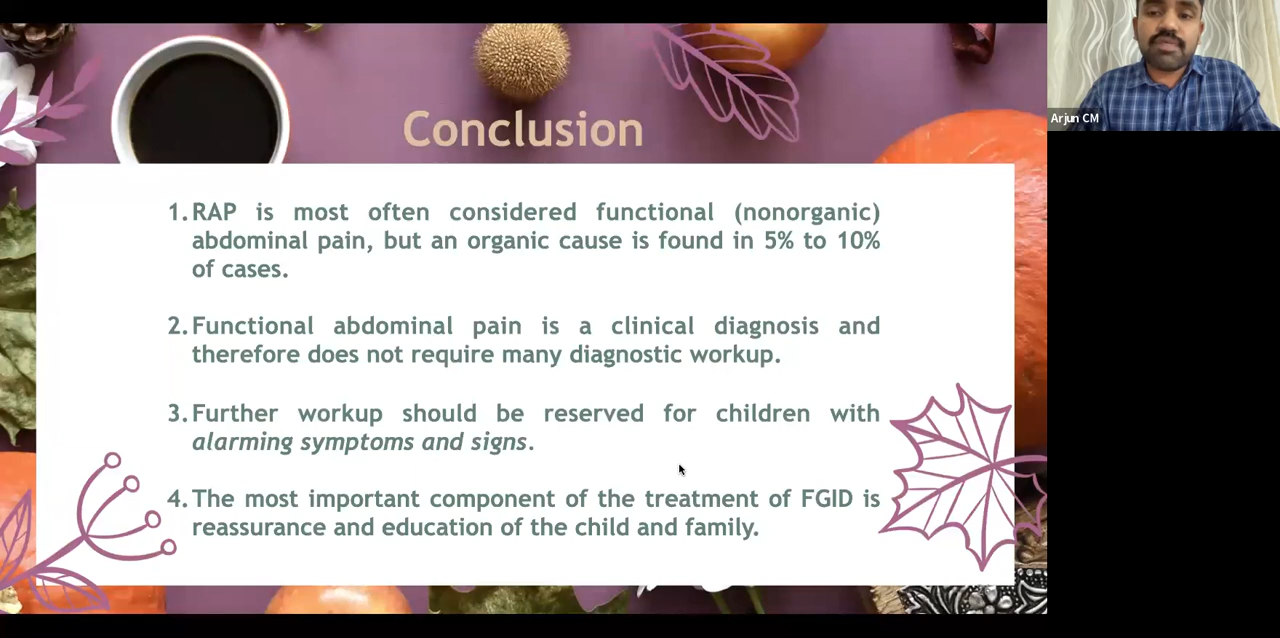 Conclusion
1. RAP is most often considered functional (nonorganic)
abdominal pain, but an organic cause is found in 5% to 10%
of cases.
2. Functional abdominal pain is a clinical diagnosis and
therefore does not require many diagnostic workup.
3. Further workup should be reserved for children with
alarming symptoms and signs.
4. The most important component of the treatment of FGID is
reassurance and education of the child and family.
Arjun CM